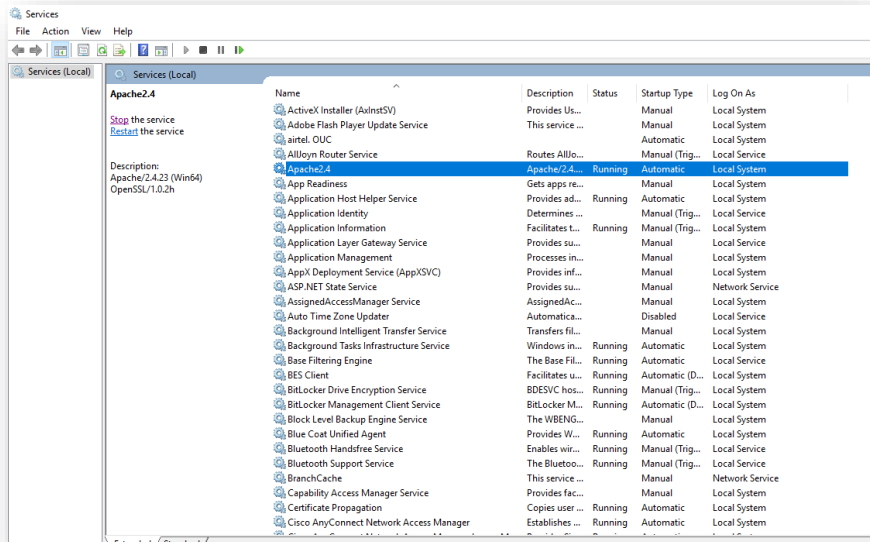 Services
File Action View Help
Services (Local)
Services (Local)
Apache2.4
Stop the service
Restart the service
Description:
Apache/2.4.23 (Win64)
OpenSSL/1.0.2h
Name Description Status Startup Type Log On As
ActiveX Installer (AxInstSV) Provides Us... Manual Local System
Adobe Flash Player Update Service This service ... Manual Local System
airtel. OUC Automatic Local System
AllJoyn Router Service Routes AllJo... Manual (Trig... Local Service
Apache2.4 Apache/2.4.... Running Automatic Local System
App Readiness Gets apps re... Manual Local System
Application Host Helper Service Provides ad... Running Automatic Local System
Application Identity Determines ... Manual (Trig... Local Service
Application Information Facilitates t... Running Manual (Trig... Local System
Application Layer Gateway Service Provides su... Manual Local Service
Application Management Processes in... Manual Local System
AppX Deployment Service (AppXSVC) Provides inf... Manual Local System
ASP.NET State Service Provides su... Manual Network Service
AssignedAccessManager Service AssignedAc... Manual Local System
Auto Time Zone Updater Automatica... Disabled Local Service
Background Intelligent Transfer Service Transfers fil... Manual Local System
Background Tasks Infrastructure Service Windows in... Running Automatic Local System
Base Filtering Engine The Base Fil... Running Automatic Local Service
BES Client Facilitates u... Running Automatic (D... Local System
BitLocker Drive Encryption Service BDESVC hos... Running Manual (Trig... Local System
BitLocker Management Client Service BitLocker M... Running Automatic (D... Local System
Block Level Backup Engine Service The WBENG... Manual Local System
Blue Coat Unified Agent Provides W... Running Automatic Local System
Bluetooth Handsfree Service Enables wir... Running Manual (Trig... Local Service
Bluetooth Support Service The Bluetoo... Running Manual (Trig... Local Service
BranchCache This service ... Manual Network Service
Capability Access Manager Service Provides fac... Manual Local System
Certificate Propagation Copies user ... Running Automatic Local System
Cisco AnyConnect Network Access Manager Establishes ... Running Automatic Local System